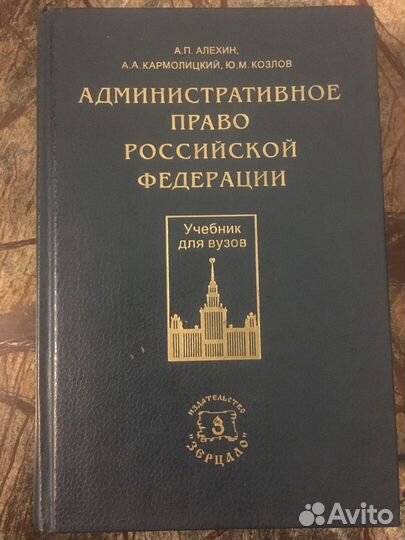 А.П. АЛЕХИН,
А.А. КАРМОЛИЦКИЙ, Ю.М. КОЗЛОВ
АДМИНИСТРАТИВНОЕ
ПРАВО
РОССИЙСКОЙ
ФЕДЕРАЦИИ
Учебник
для вузов
ИЗДАТЕЛЬСТВО
З
"ЗЕРЦАЛО"
Avito